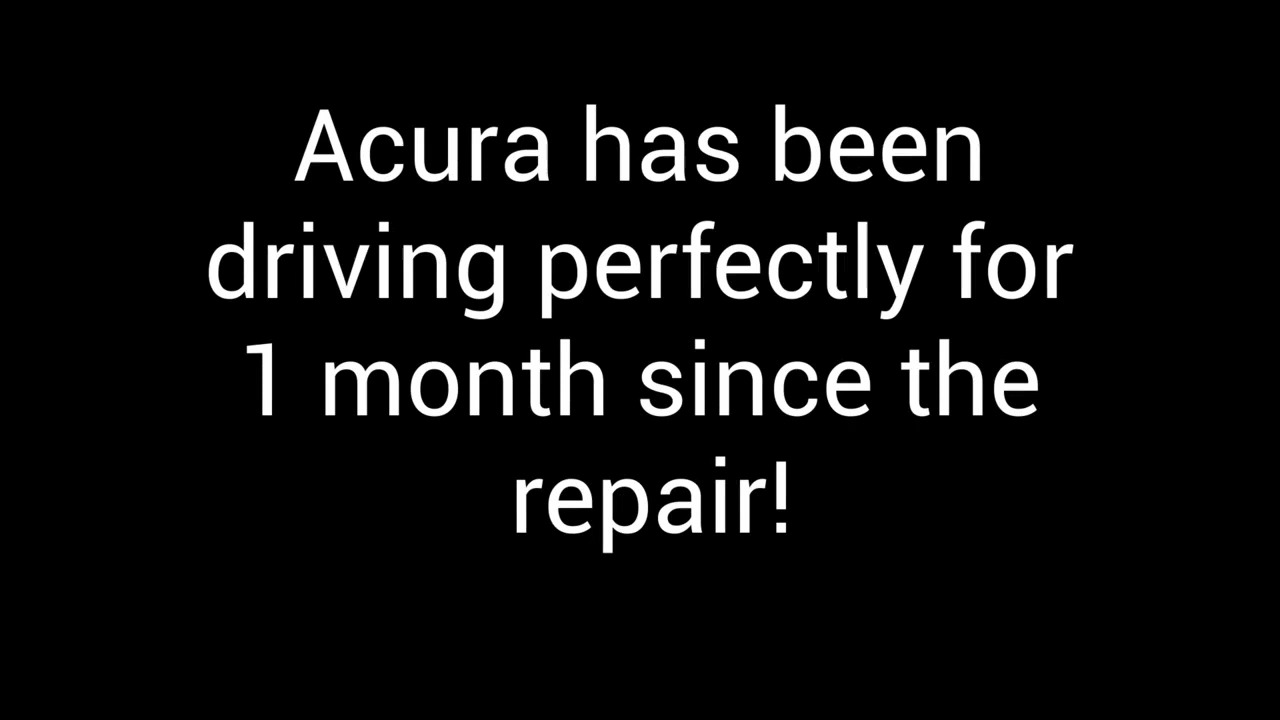 Acura has been
driving perfectly for
1 month since the
repair!